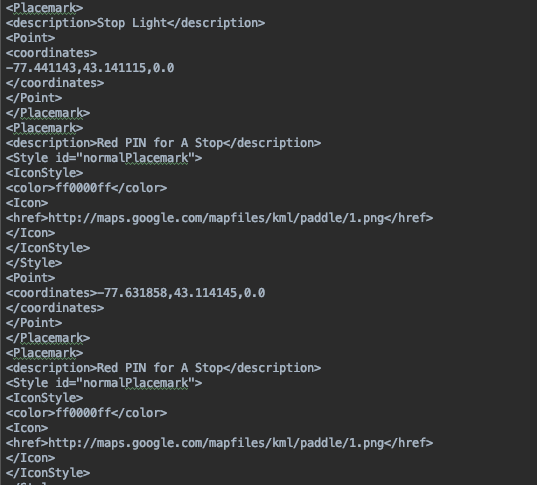 <Placemark>
<description>Stop Light</description>
<Point>
<coordinates>
-77.441143,43.141115,0.0
</coordinates>
</Point>
</Placemark>
<Placemark>
<description>Red PIN for A Stop</description>
<Style id="normalPlacemark">
<IconStyle>
<color>ff0000ff</color>
<Icon>
<href>http://maps.google.com/mapfiles/kml/paddle/1.png</href>
</Icon>
</IconStyle>
</Style>
<Point>
<coordinates>-77.631858,43.114145,0.0
</coordinates>
</Point>
</Placemark>
<Placemark>
<description>Red PIN for A Stop</description>
<Style id="normalPlacemark">
<IconStyle>
<color>ff0000ff</color>
<Icon>
<href>http://maps.google.com/mapfiles/kml/paddle/1.png</href>
</Icon>
</IconStyle>